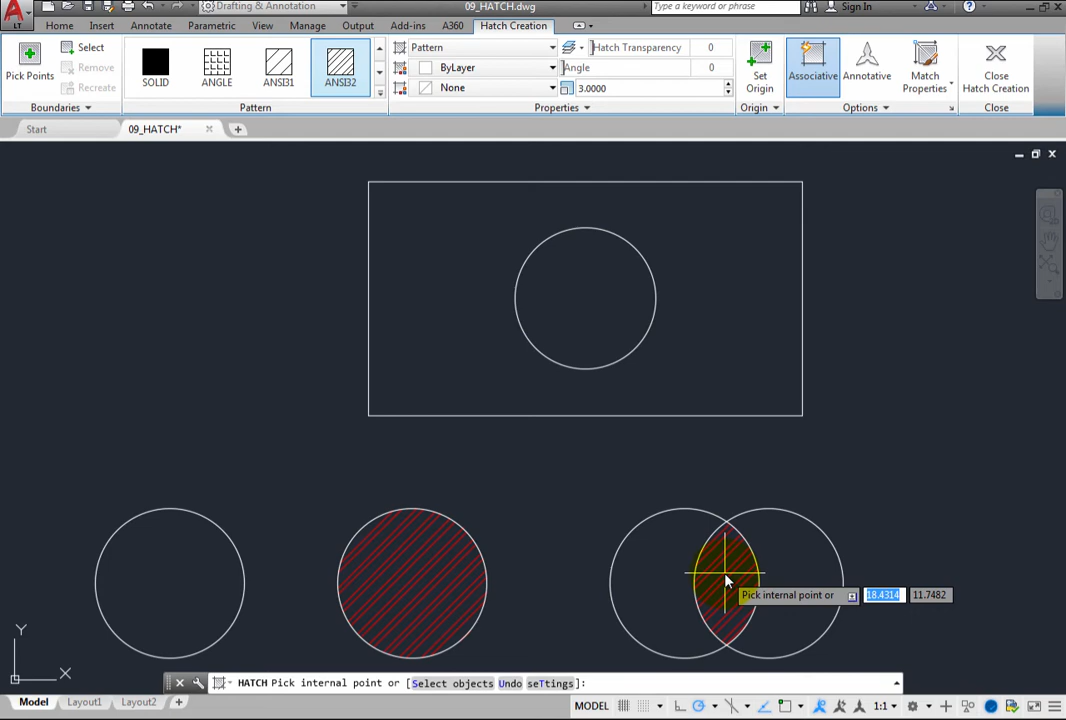 Drafting & Annotation
09_HATCH.dwg
Type a keyword or phrase
Sign In
LT
Home Insert Annotate Parametric View Manage Output Add-ins A360 Hatch Creation
Pick Points
Select
Remove
Recreate
Boundaries
SOLID
ANGLE
ANSI31
ANSI32
Pattern
Pattern
ByLayer
None
Hatch Transparency 0
Angle 0
3.0000
Properties
Set Origin
Origin
Associative
Annotative
Match Properties
Options
Close Hatch Creation
Close
Start 09_HATCH*
Pick internal point or 18.4314 11.7482
Y
X
HATCH Pick internal point or [Select objects Undo seTtings]:
Model Layout1 Layout2 +
MODEL 1:1